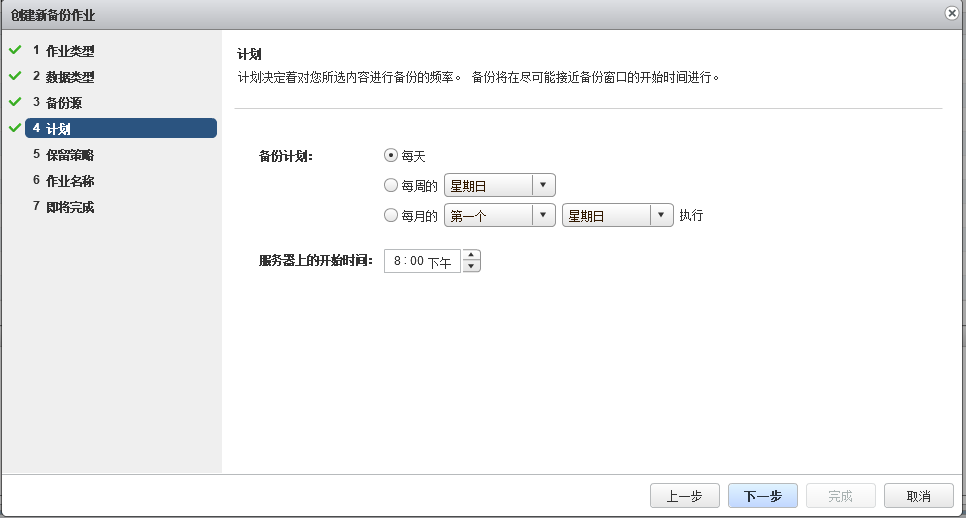 创建新备份作业
1 作业类型
2 数据类型
3 备份源
4 计划
5 保留策略
6 作业名称
7 即将完成
计划
计划决定着对您所选内容进行备份的频率。 备份将在尽可能接近备份窗口的开始时间进行。
备份计划:
每天
每周的 星期日
每月的 第一个 星期日 执行
服务器上的开始时间: 8:00 下午
上一步 下一步 完成 取消